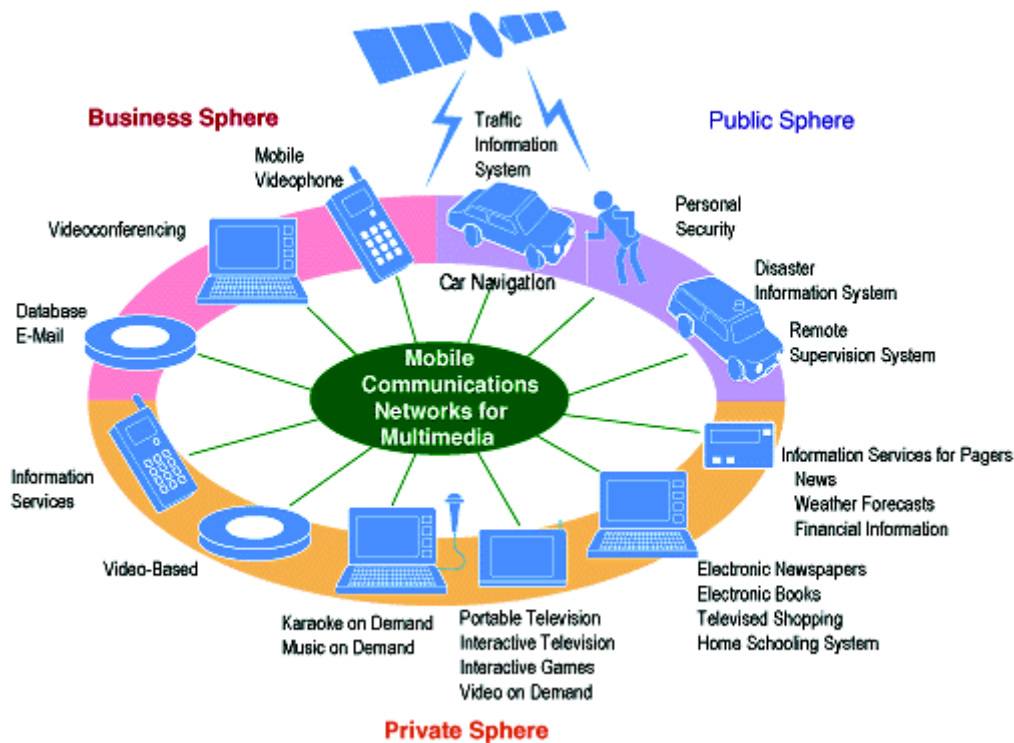 Business Sphere
Public Sphere
Traffic
Information
System
Mobile
Videophone
Personal
Security
Videoconferencing
Car Navigation
Disaster
Information System
Database
E-Mail
Remote
Supervision System
Mobile
Communications
Networks for
Multimedia
Information
Services
Information Services for Pagers
News
Weather Forecasts
Financial Information
Video-Based
Electronic Newspapers
Electronic Books
Televised Shopping
Home Schooling System
Karaoke on Demand
Music on Demand
Portable Television
Interactive Television
Interactive Games
Video on Demand
Private Sphere